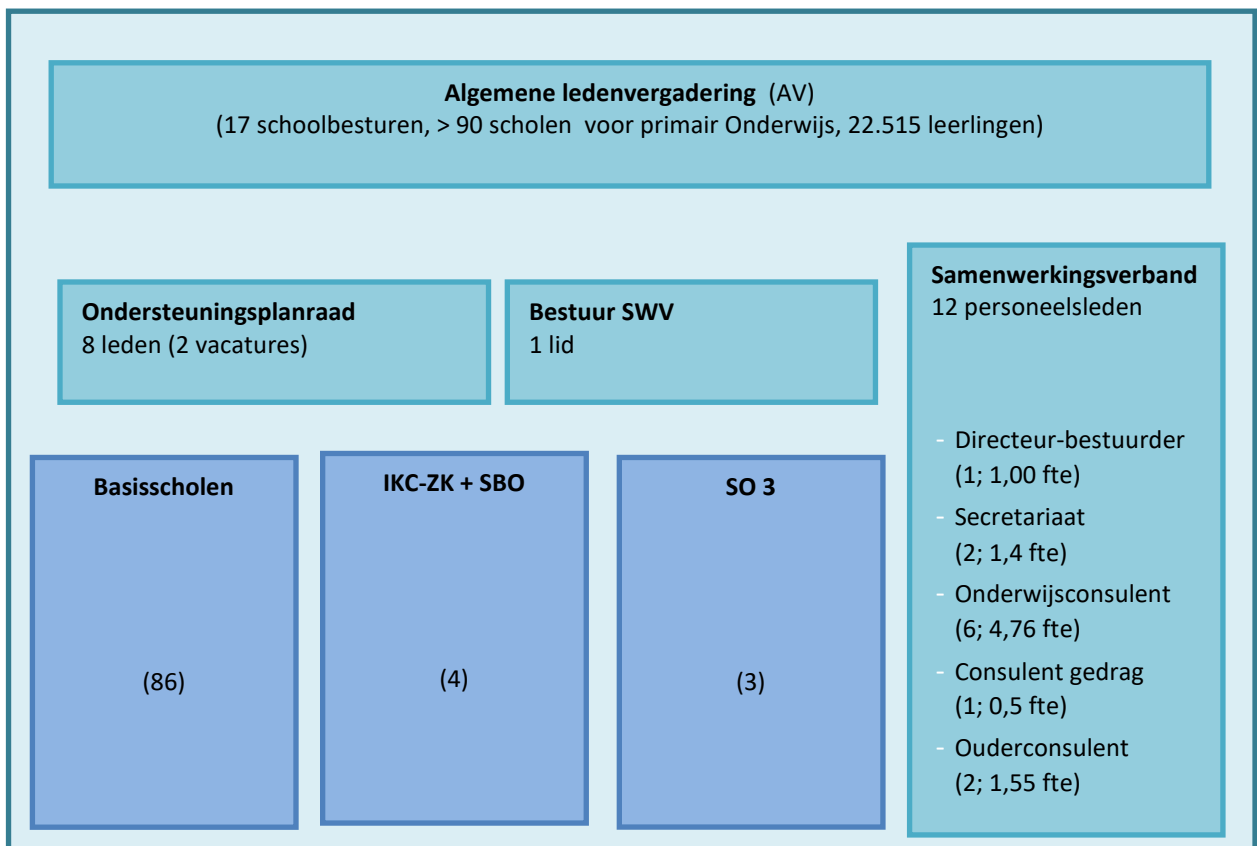 Algemene ledenvergadering (AV)
(17 schoolbesturen, > 90 scholen voor primair Onderwijs, 22.515 leerlingen)
Ondersteuningsplanraad
8 leden (2 vacatures)
Bestuur SWV
1 lid
Samenwerkingsverband
12 personeelsleden
- Directeur-bestuurder
(1; 1,00 fte)
- Secretariaat
(2; 1,4 fte)
- Onderwijsconsulent
(6; 4,76 fte)
- Consulent gedrag
(1; 0,5 fte)
- Ouderconsulent
(2; 1,55 fte)
Basisscholen
(86)
IKC-ZK + SBO
(4)
SO 3
(3)